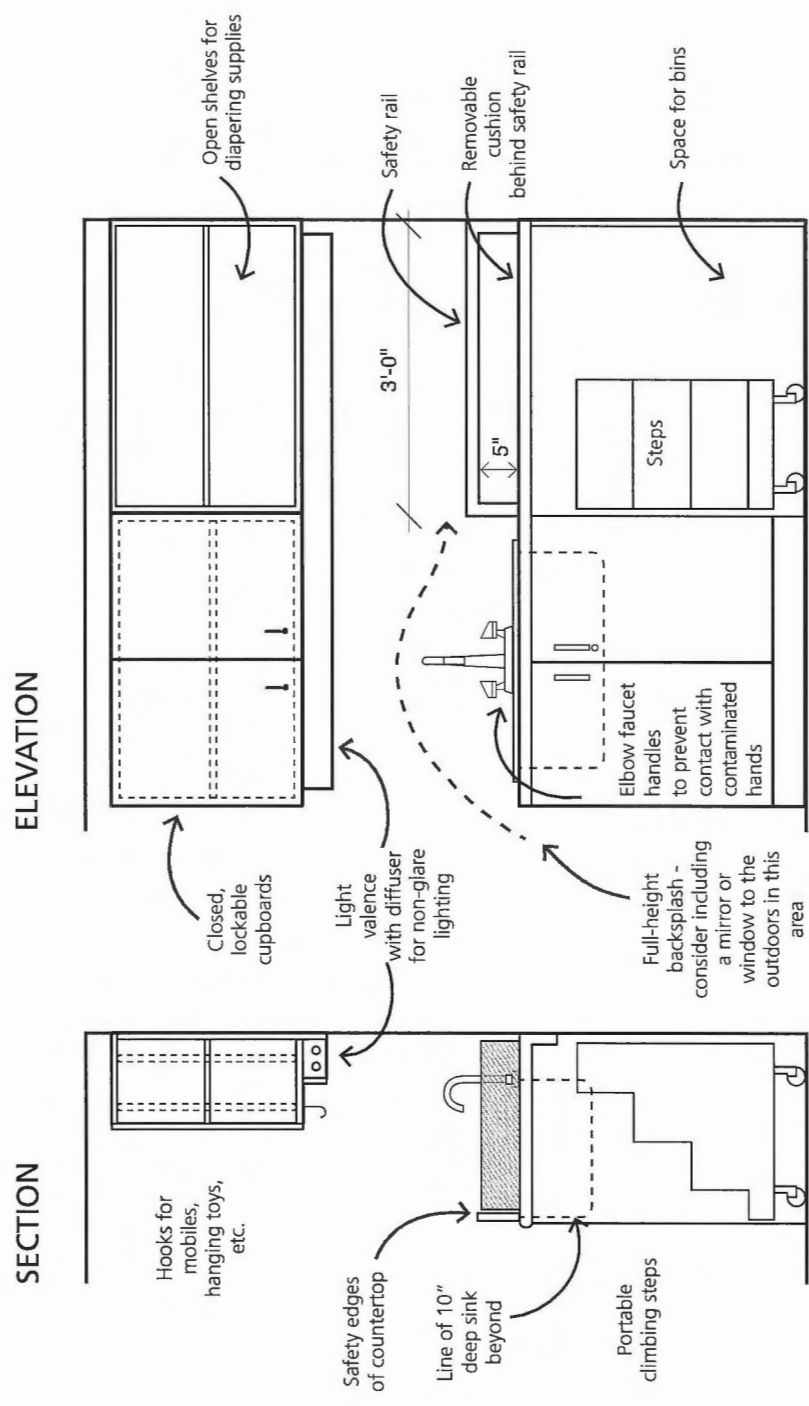 SECTION
Hooks for
mobiles,
hanging toys,
etc.
Safety edges
of countertop
Line of 10"
deep sink
beyond
Portable
climbing steps
ELEVATION
Closed,
lockable
cupboards
Light
valence
with diffuser
for non-glare
lighting
Full-height
backsplash -
consider including
a mirror or
window to the
outdoors in this
area
Elbow faucet
handles
to prevent
contact with
contaminated
hands
3'-0"
5"
Steps
Open shelves for
diapering supplies
Safety rail
Removable
cushion
behind safety rail
Space for bins